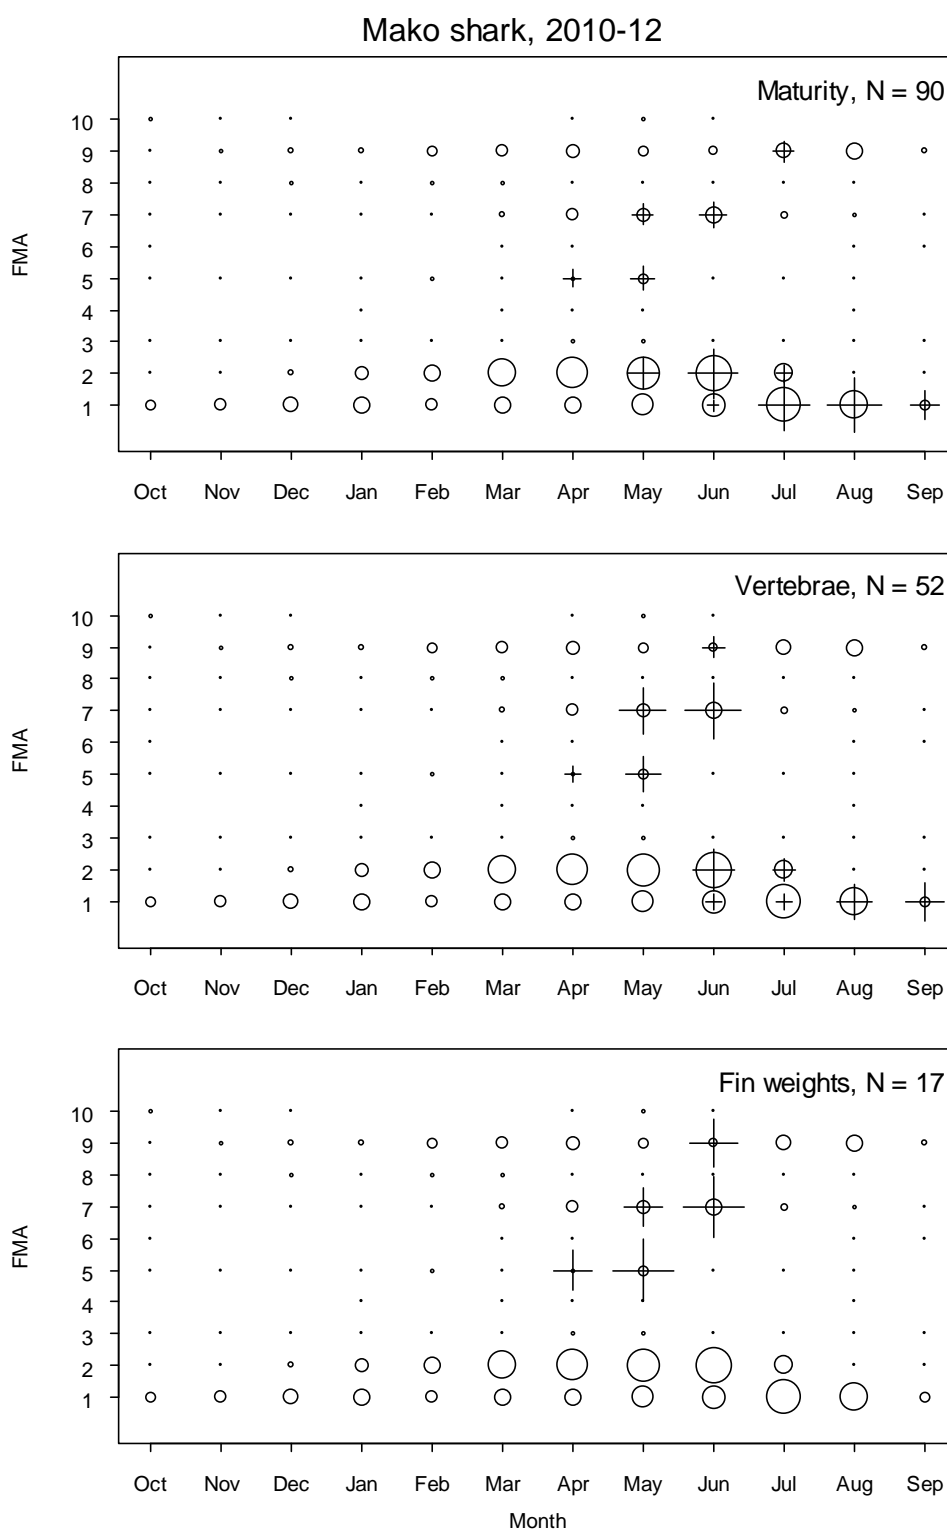 Mako shark, 2010-12
Maturity, N = 90
10
9
8
7
6
5
4
3
2
1
FMA
Oct Nov Dec Jan Feb Mar Apr May Jun Jul Aug Sep
Vertebrae, N = 52
10
9
8
7
6
5
4
3
2
1
FMA
Oct Nov Dec Jan Feb Mar Apr May Jun Jul Aug Sep
Fin weights, N = 17
10
9
8
7
6
5
4
3
2
1
FMA
Oct Nov Dec Jan Feb Mar Apr May Jun Jul Aug Sep
Month